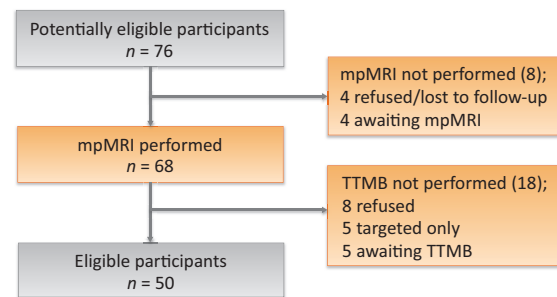 Potentially eligible participants
n = 76
mpMRI not performed (8);
4 refused/lost to follow-up
4 awaiting mpMRI
mpMRI performed
n = 68
TTMB not performed (18);
8 refused
5 targeted only
5 awaiting TTMB
Eligible participants
n = 50